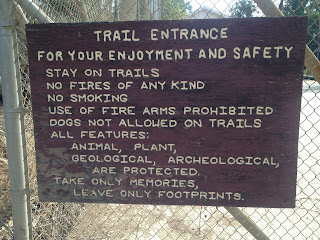 TRAIL ENTRANCE
FOR YOUR ENJOYMENT AND SAFETY
STAY ON TRAILS
NO FIRES OF ANY KIND
NO SMOKING
USE OF FIRE ARMS PROHIBITED
DOGS NOT ALLOWED ON TRAILS
ALL FEATURES:
ANIMAL, PLANT,
GEOLOGICAL, ARCHEOLOGICAL,
ARE PROTECTED.
TAKE ONLY MEMORIES,
LEAVE ONLY FOOTPRINTS.